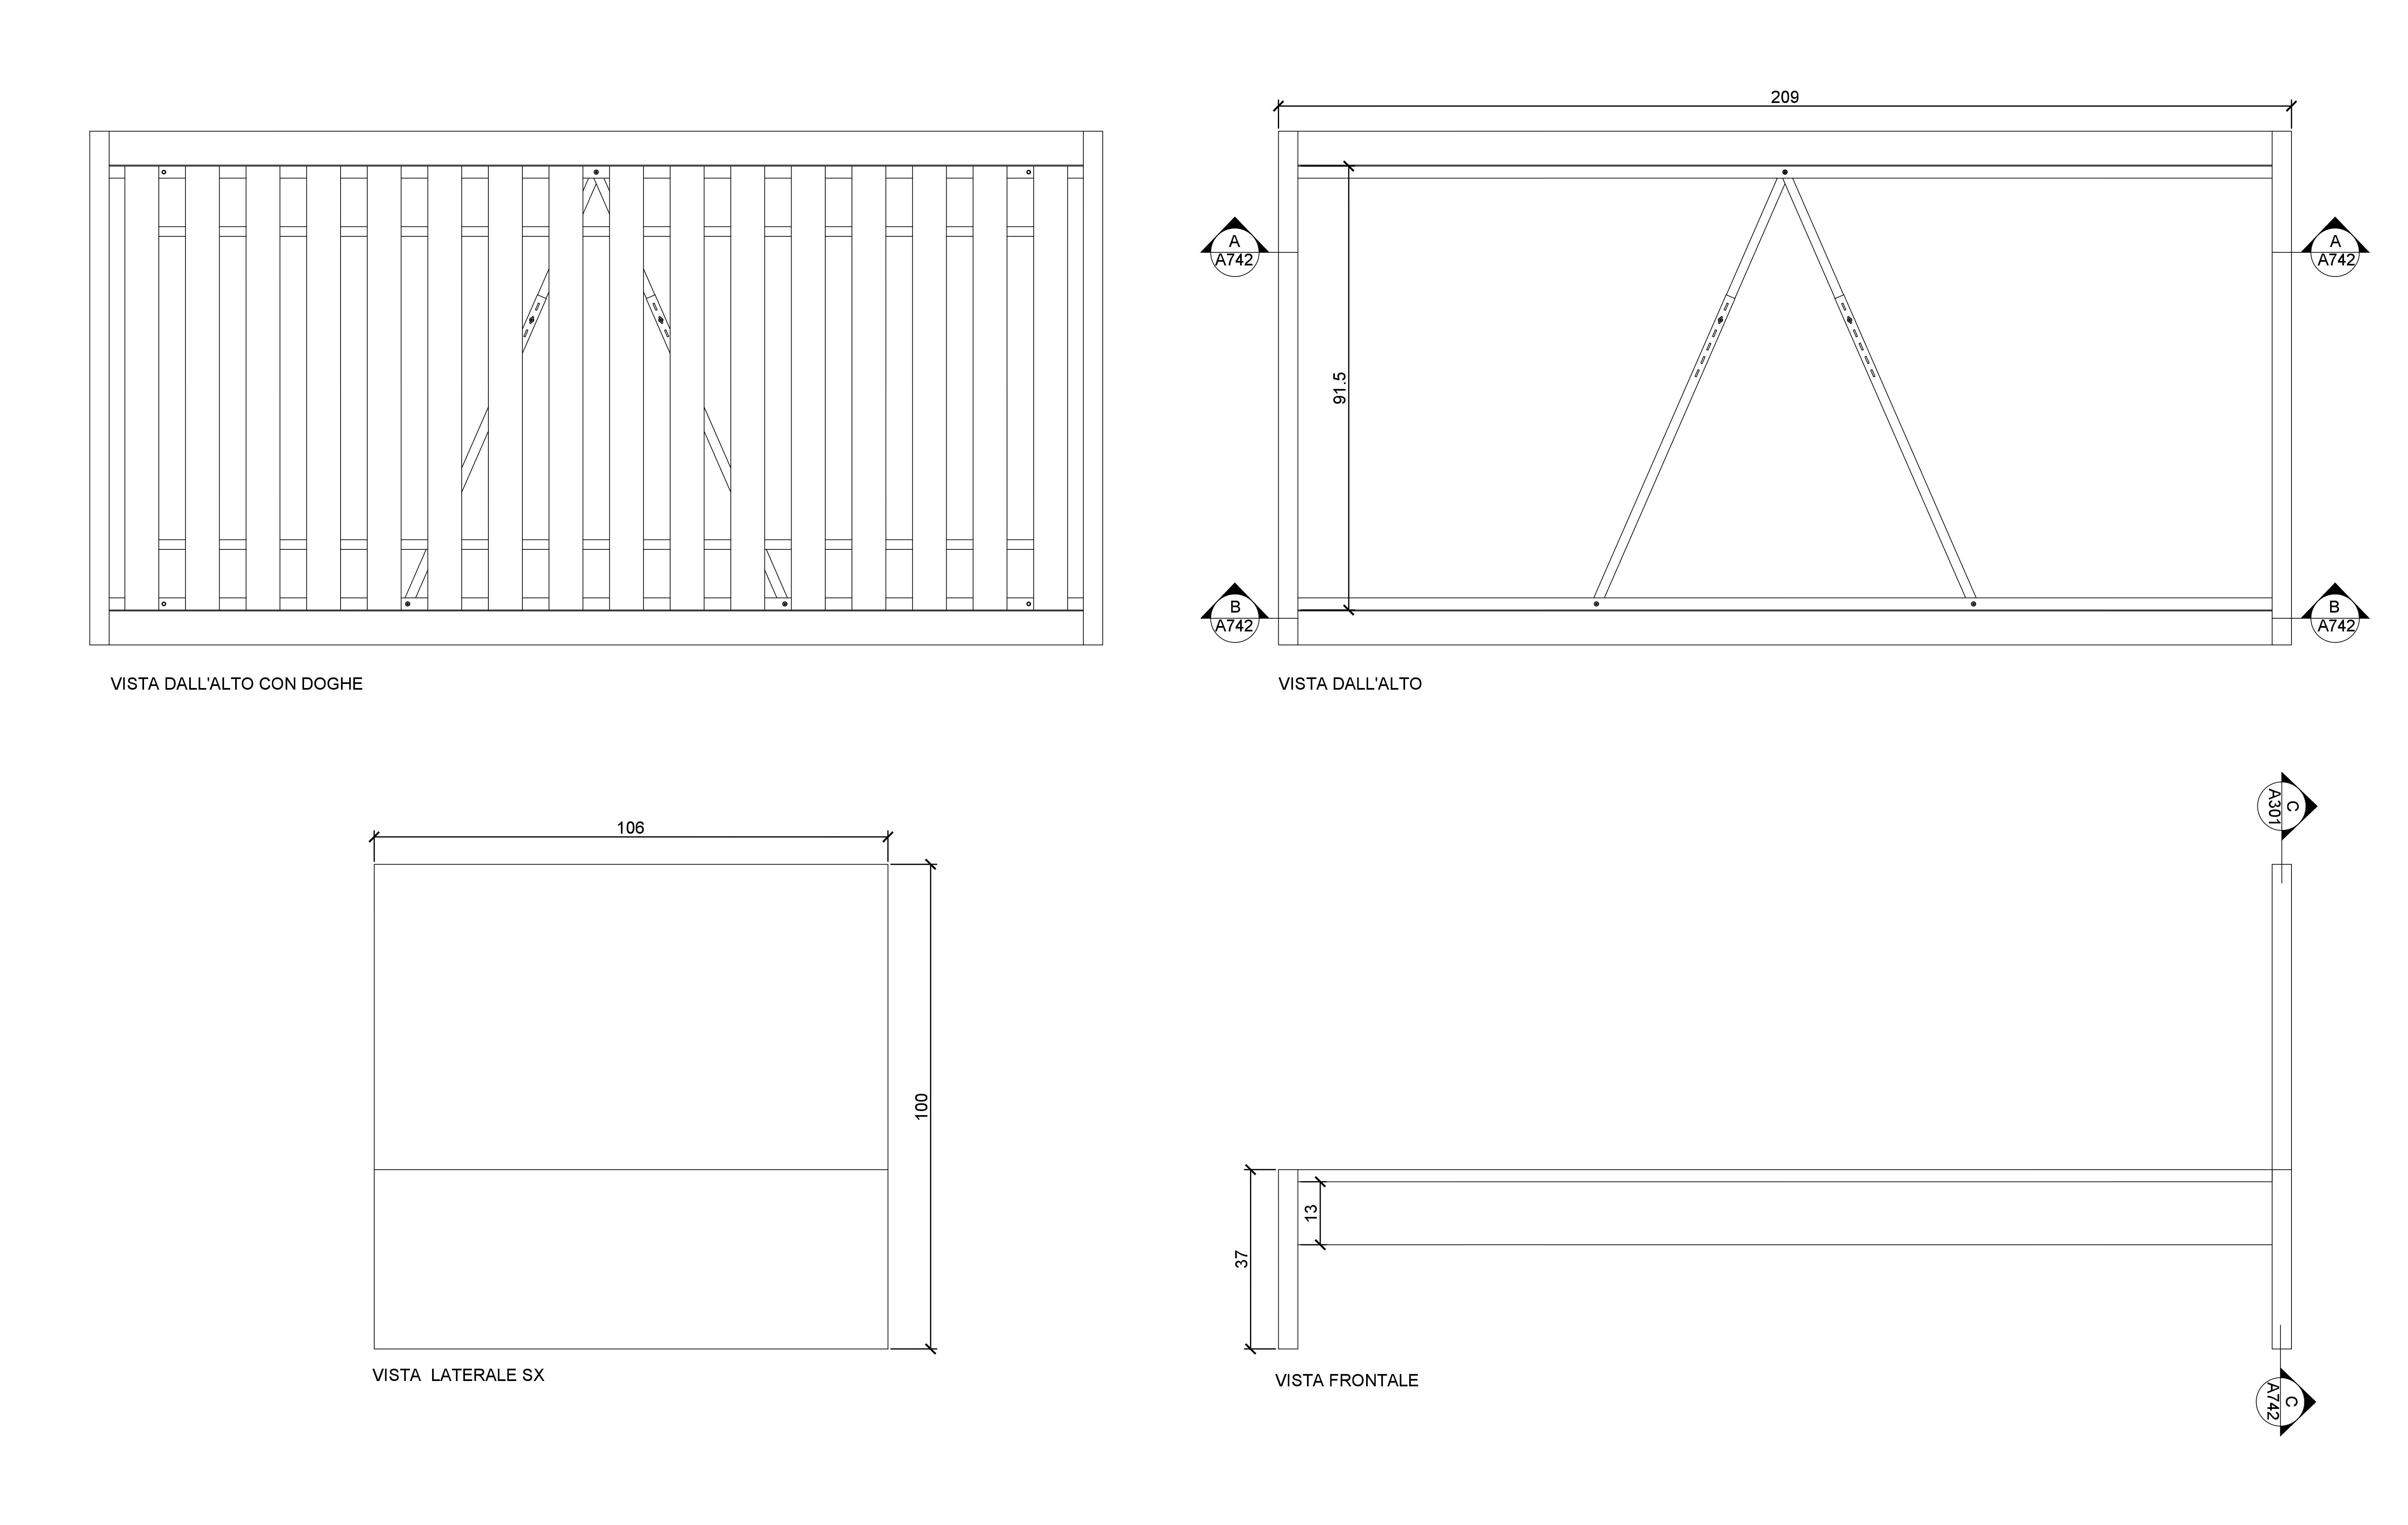 209
A
A742
A
A742
91.5
B
A742
B
A742
VISTA DALL'ALTO CON DOGHE
VISTA DALL'ALTO
C
A301
106
100
13
37
VISTA LATERALE SX
VISTA FRONTALE
C
A742